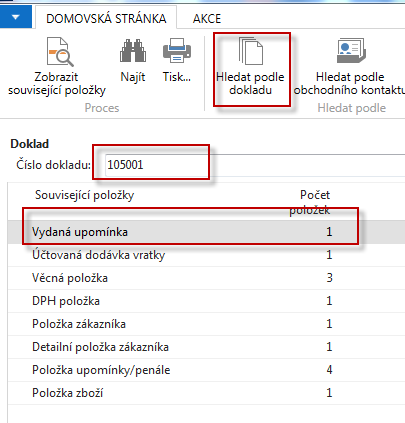 DOMOVSKÁ STRÁNKA AKCE
Zobrazit související položky Najít Tisk... Hledat podle dokladu Hledat podle obchodního kontaktu
Proces Hledat podle
Doklad
Číslo dokladu: 105001
Související položky Počet položek
Vydaná upomínka 1
Účtovaná dodávka vratky 1
Věcná položka 3
DPH položka 1
Položka zákazníka 1
Detailní položka zákazníka 1
Položka upomínky/penále 4
Položka zboží 1